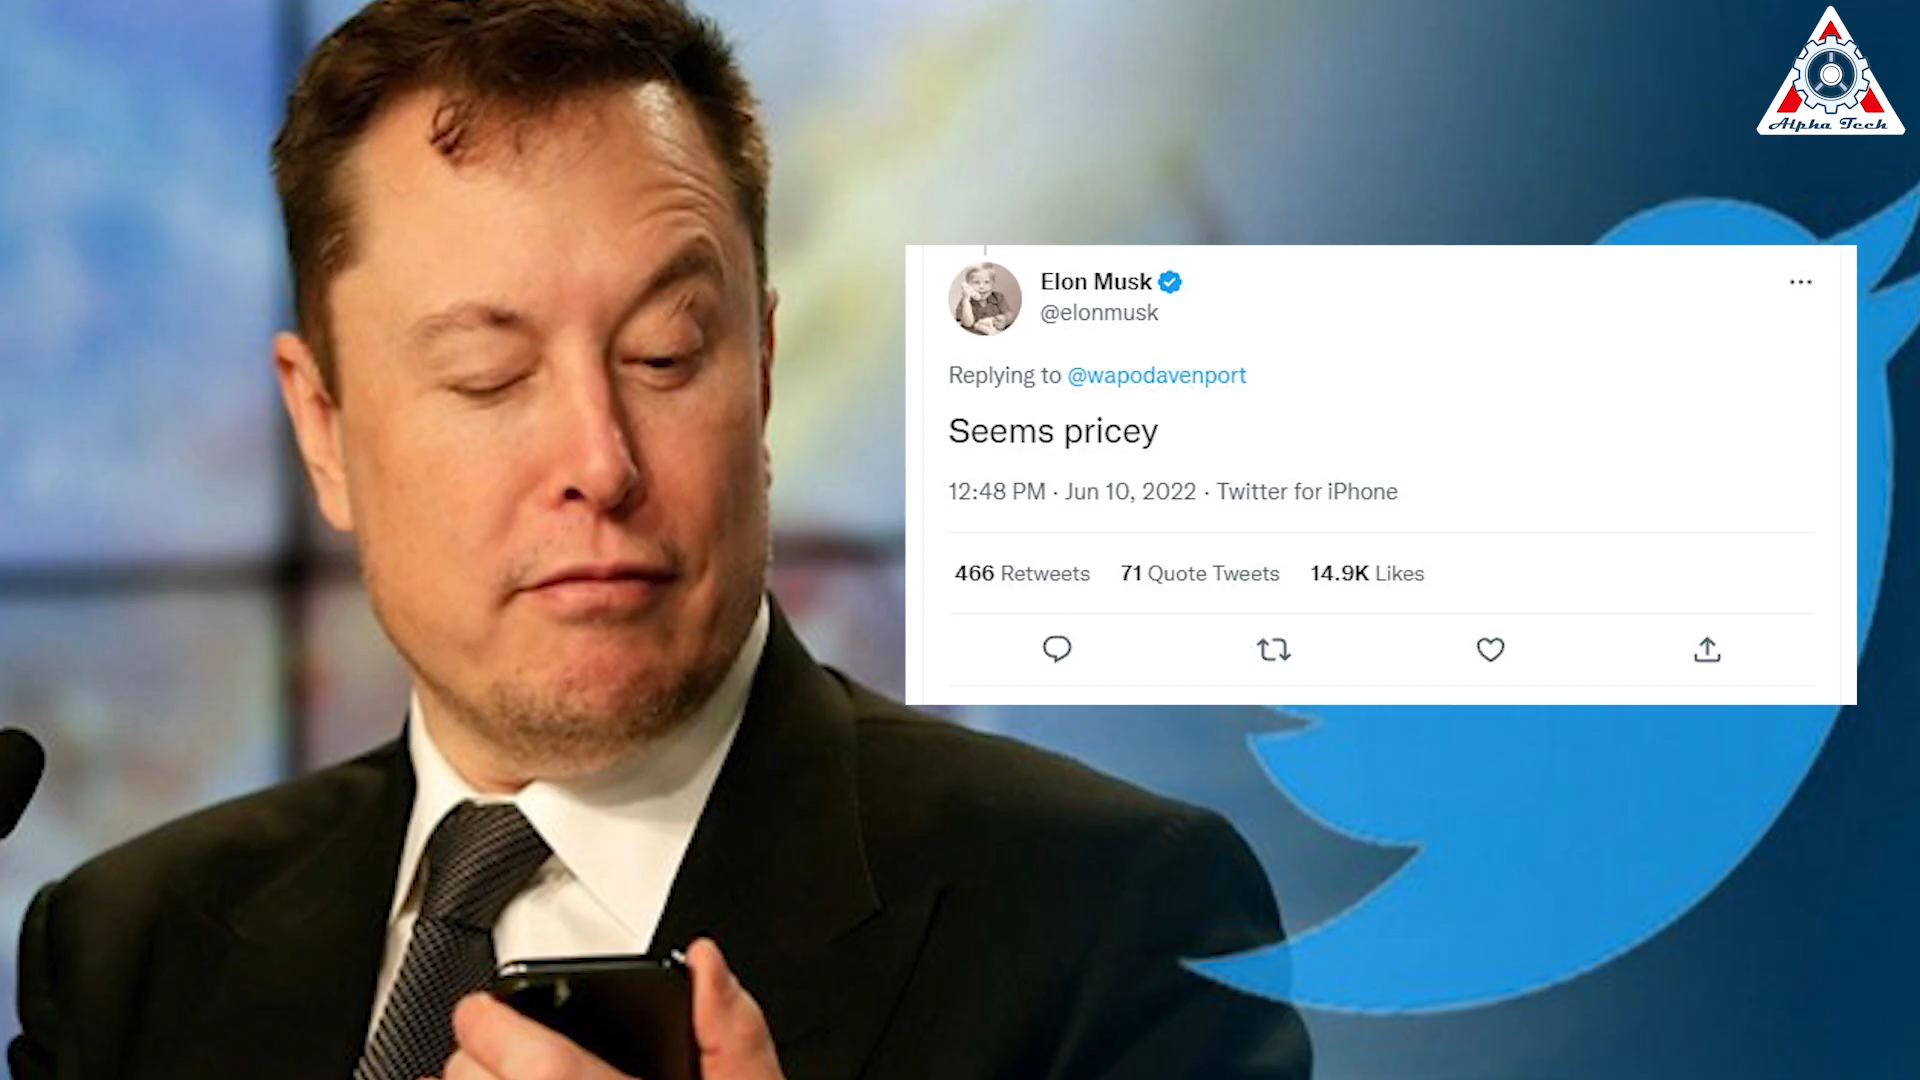 Alpha Tech
Elon Musk
@elonmusk
Replying to @wapodavenport
Seems pricey
12:48 PM · Jun 10, 2022 · Twitter for iPhone
466 Retweets 71 Quote Tweets 14.9K Likes